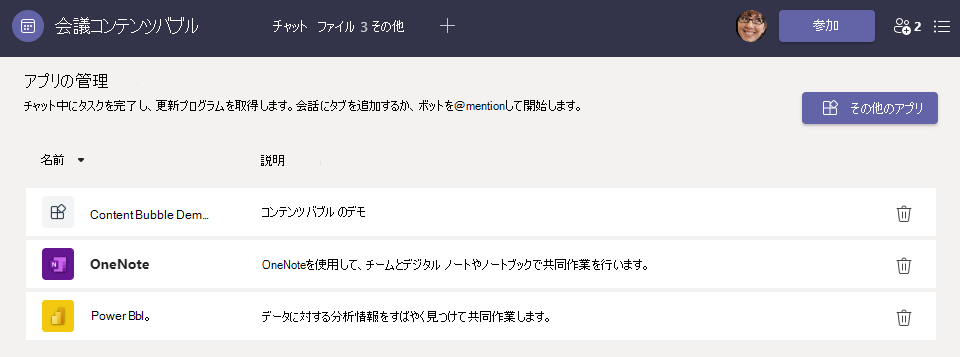 会議コンテンツバブル チャット ファイル 3 その他 参加 2
アプリの管理
チャット中にタスクを完了し、更新プログラムを取得します。会話にタブを追加するか、ボットを@mentionして開始します。
その他のアプリ
名前 説明
Content Bubble Dem... コンテンツ バブル のデモ
OneNote OneNoteを使用して、チームとデジタル ノートやノートブックで共同作業を行います。
Power Bbl。 データに対する分析情報をすばやく見つけて共同作業します。